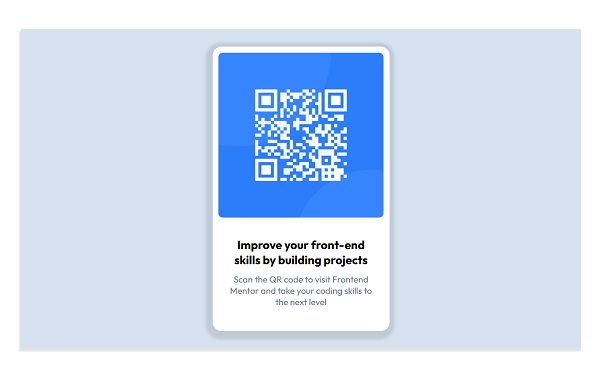 Improve your front-end
skills by building projects
Scan the QR code to visit Frontend
Mentor and take your coding skills to
the next level